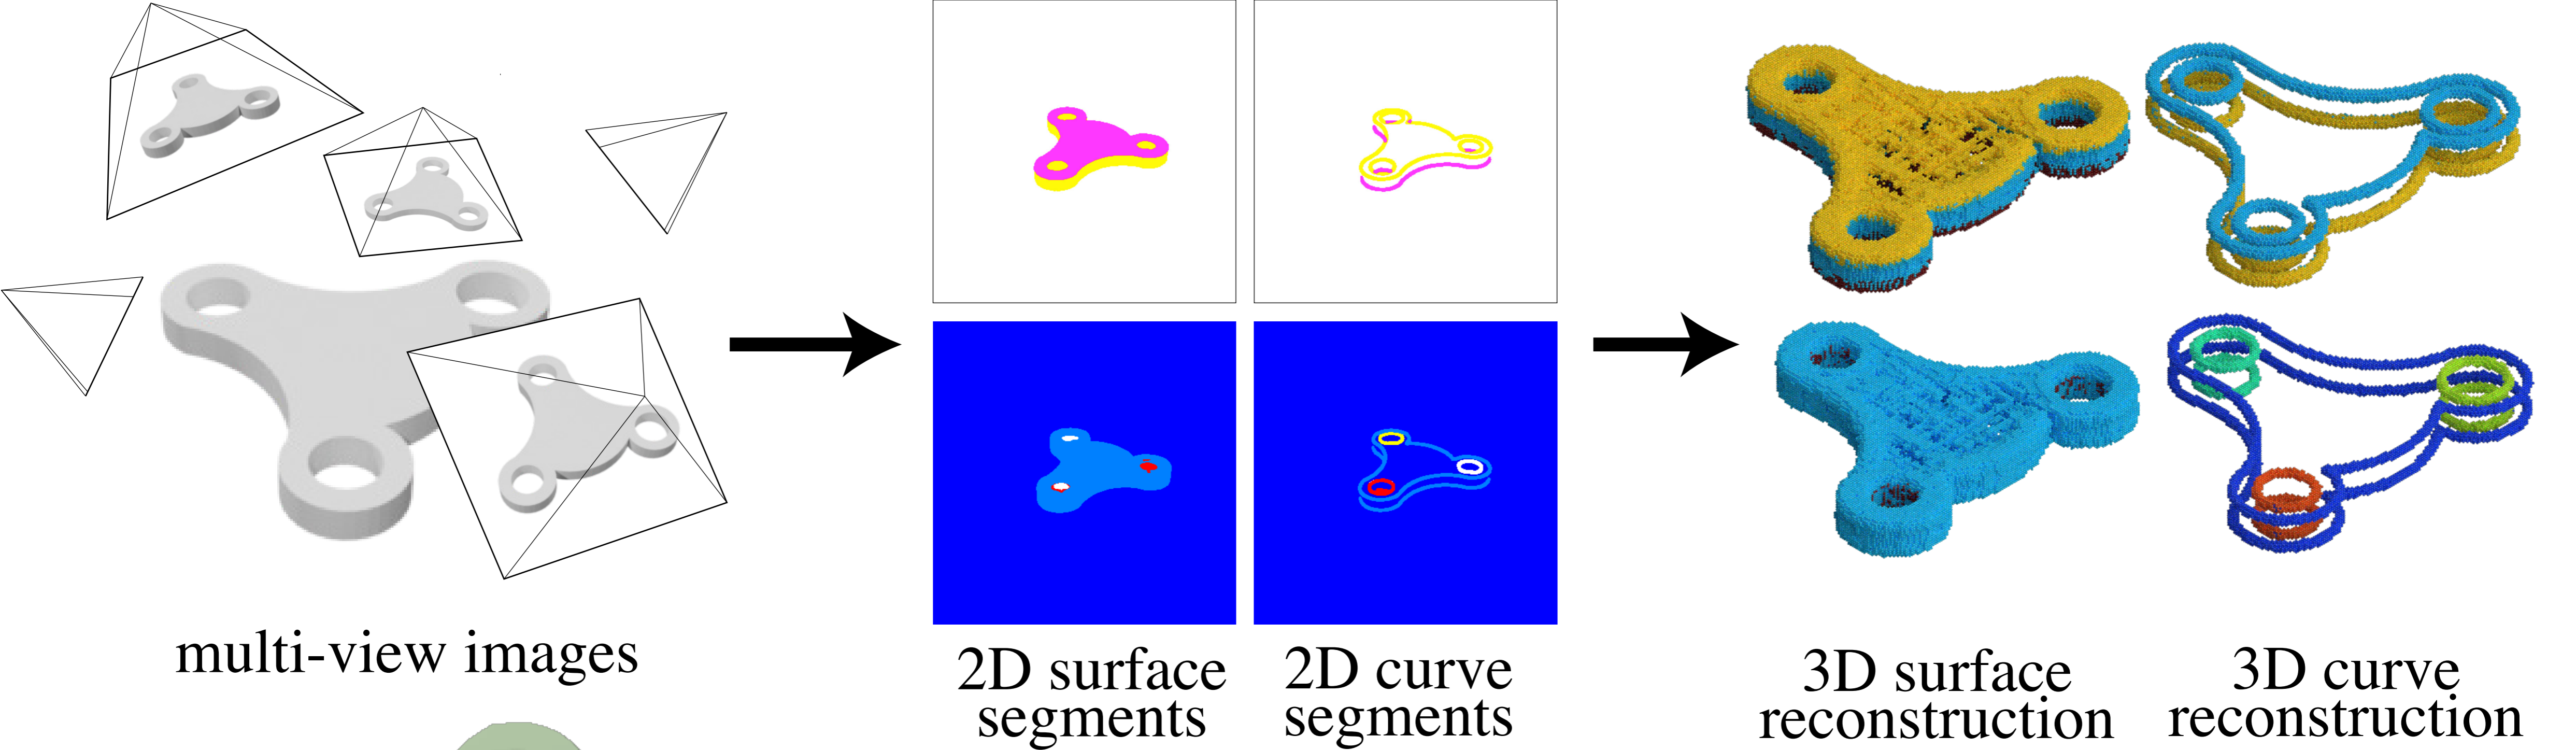 multi-view images
2D surface
segments
2D curve
segments
3D surface
reconstruction
3D curve
reconstruction